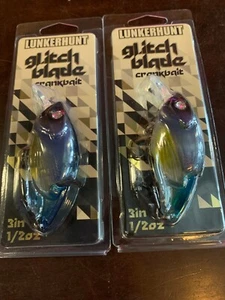 LUNKERHUNT
glitch
blade
crankbait
3in
1/2oz
LUNKERHUNT
glitch
blade
crankbait
3in
1/2oz